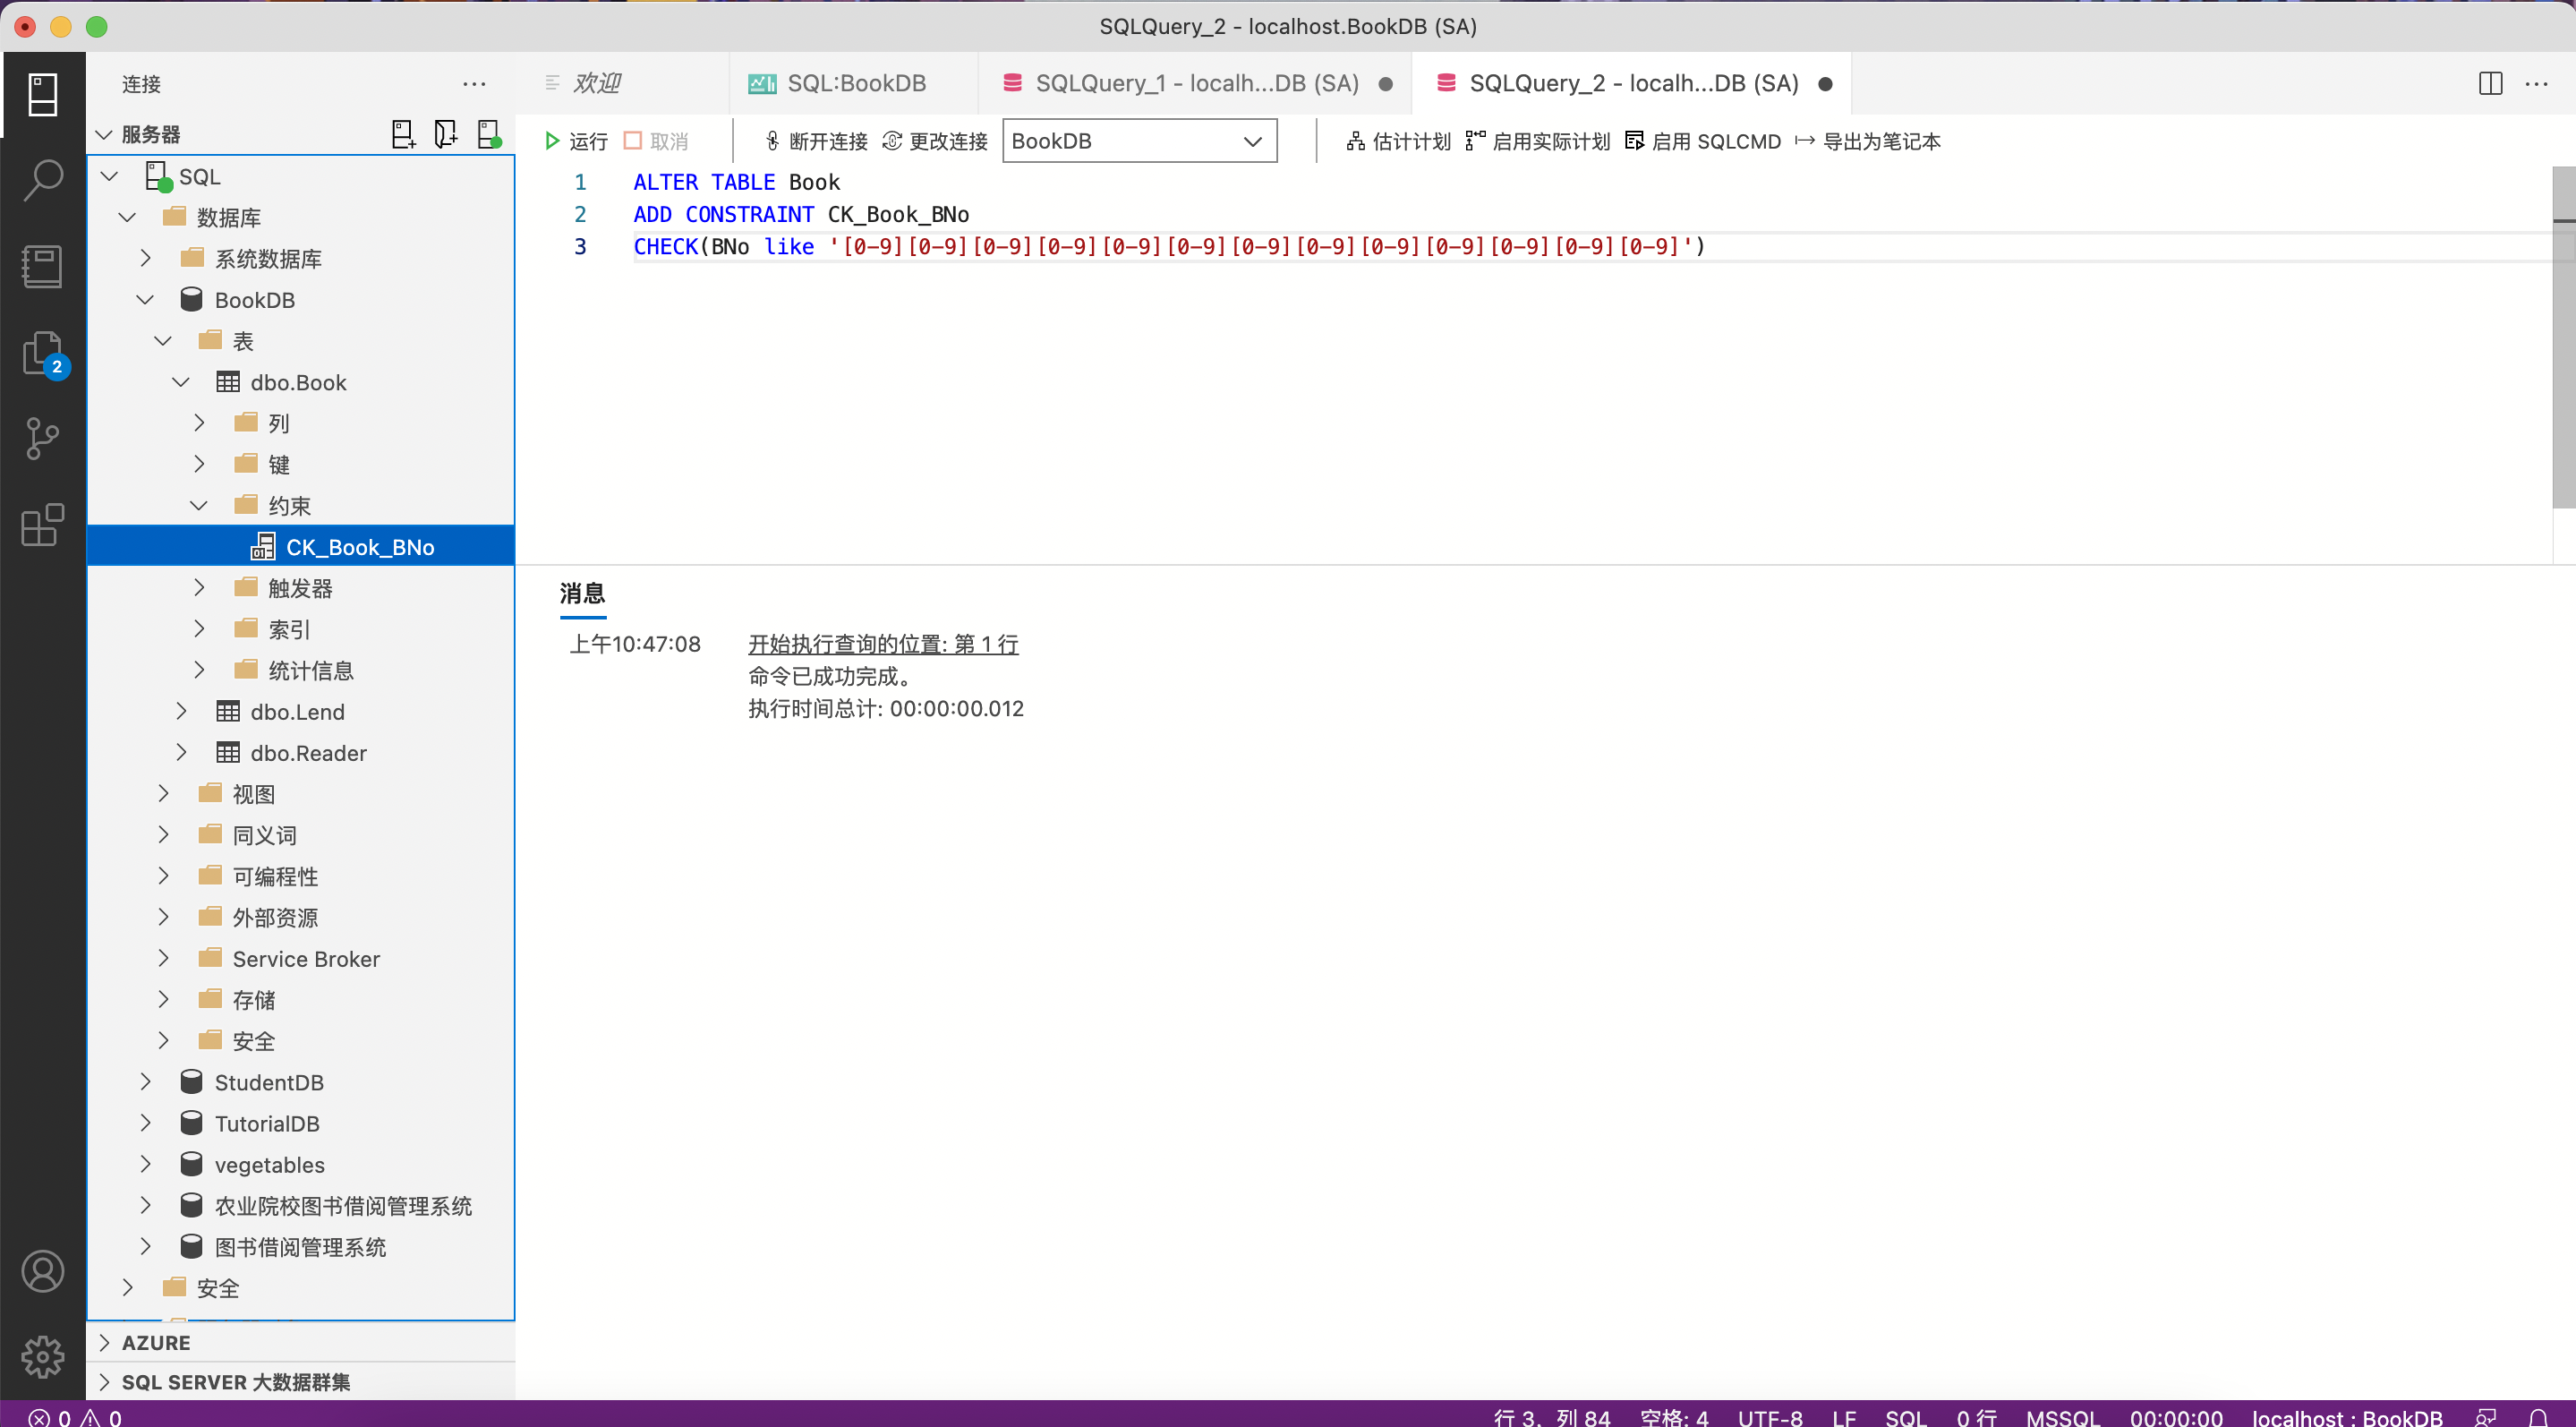 SQLQuery_2 - localhost.BookDB (SA)
连接
欢迎
SQL:BookDB
SQLQuery_1 - localh...DB (SA)
SQLQuery_2 - localh...DB (SA)
服务器
运行
取消
断开连接
更改连接
BookDB
估计计划
启用实际计划
启用 SQLCMD
导出为笔记本
SQL
数据库
系统数据库
BookDB
表
dbo.Book
列
键
约束
CK_Book_BNo
触发器
索引
统计信息
dbo.Lend
dbo.Reader
视图
同义词
可编程性
外部资源
Service Broker
存储
安全
StudentDB
TutorialDB
vegetables
农业院校图书借阅管理系统
图书借阅管理系统
安全
AZURE
SQL SERVER 大数据群集
2
1 ALTER TABLE Book
2 ADD CONSTRAINT CK_Book_BNo
3 CHECK(BNo like '[0-9][0-9][0-9][0-9][0-9][0-9][0-9][0-9][0-9][0-9][0-9][0-9][0-9]')
消息
上午10:47:08 开始执行查询的位置: 第 1 行
命令已成功完成。
执行时间总计: 00:00:00.012
0 0
行 3，列 84 空格: 4 UTF-8 LF SQL 0 行 MSSQL 00:00:00 localhost : BookDB